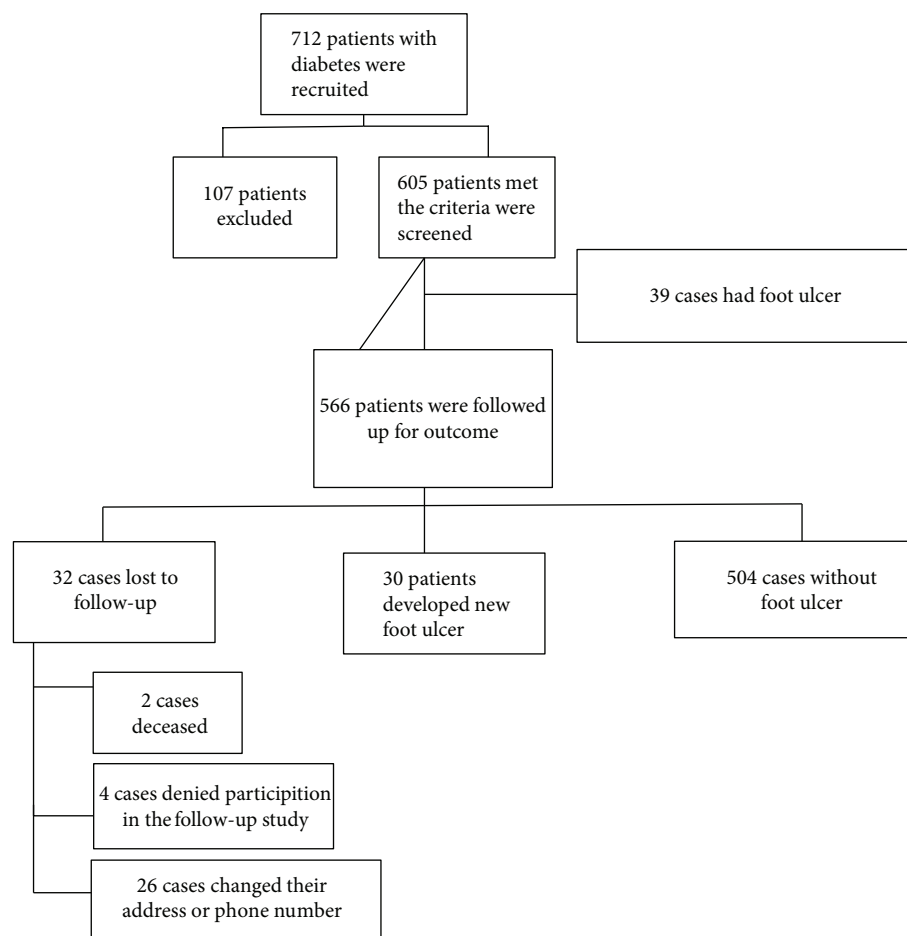 712 patients with
diabetes were
recruited
107 patients
excluded
605 patients met
the criteria were
screened
39 cases had foot ulcer
566 patients were followed
up for outcome
32 cases lost to
follow-up
30 patients
developed new
foot ulcer
504 cases without
foot ulcer
2 cases
deceased
4 cases denied participition
in the follow-up study
26 cases changed their
address or phone number